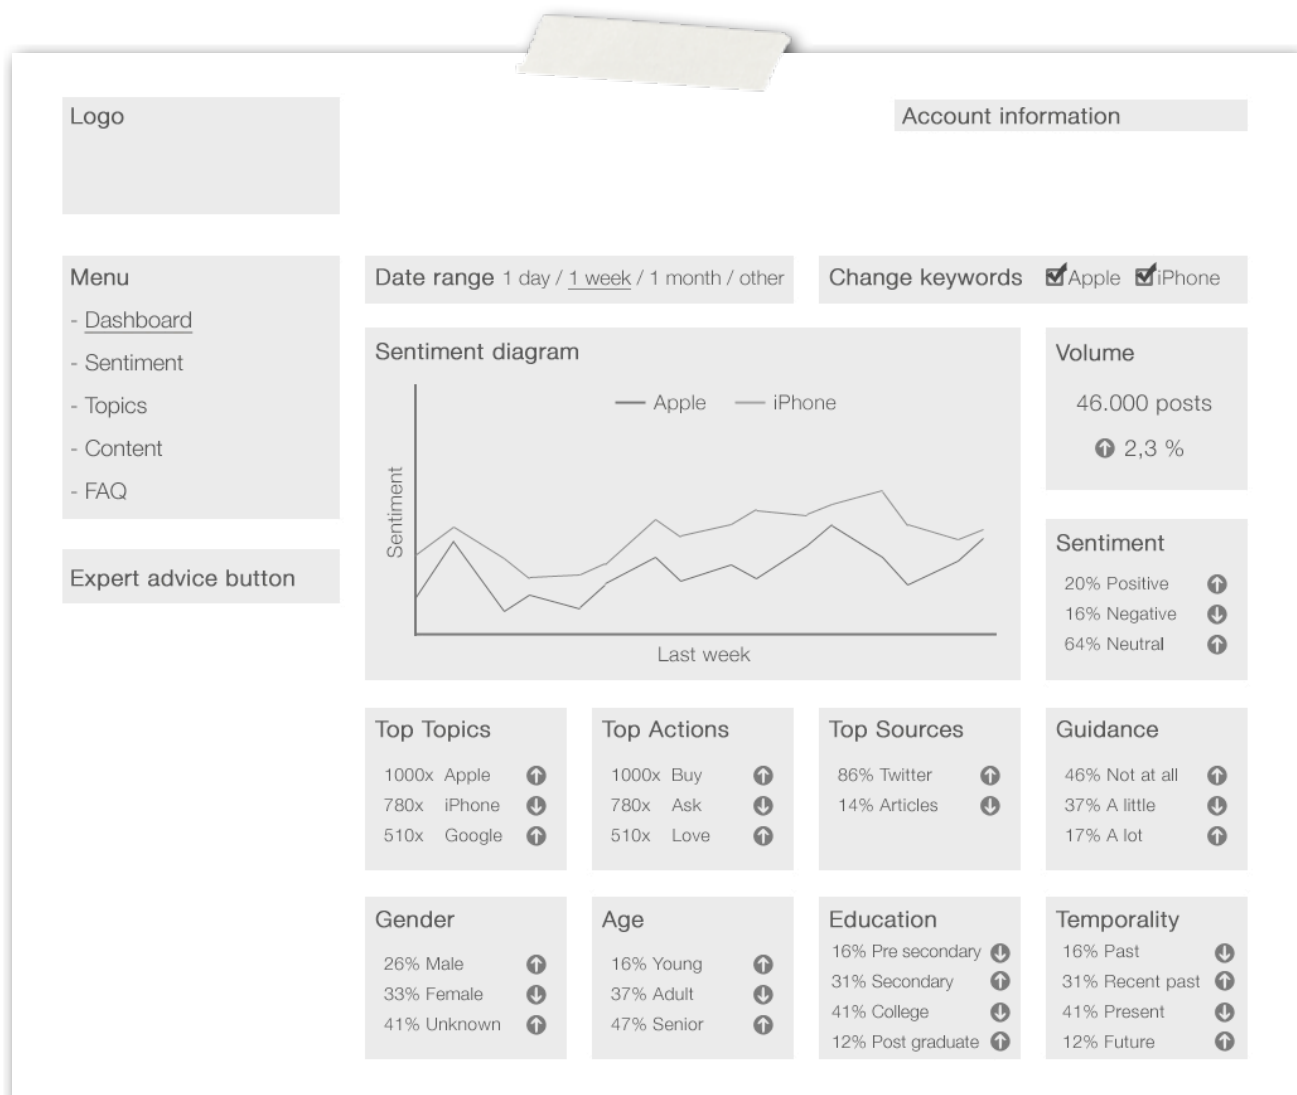 Logo
Account information
Menu
- Dashboard
- Sentiment
- Topics
- Content
- FAQ
Expert advice button
Date range 1 day / 1 week / 1 month / other
Change keywords Apple iPhone
Sentiment diagram
Apple iPhone
Sentiment
Last week
Volume
46.000 posts
2,3 %
Sentiment
20% Positive
16% Negative
64% Neutral
Top Topics
1000x Apple
780x iPhone
510x Google
Top Actions
1000x Buy
780x Ask
510x Love
Top Sources
86% Twitter
14% Articles
Guidance
46% Not at all
37% A little
17% A lot
Gender
26% Male
33% Female
41% Unknown
Age
16% Young
37% Adult
47% Senior
Education
16% Pre secondary
31% Secondary
41% College
12% Post graduate
Temporality
16% Past
31% Recent past
41% Present
12% Future